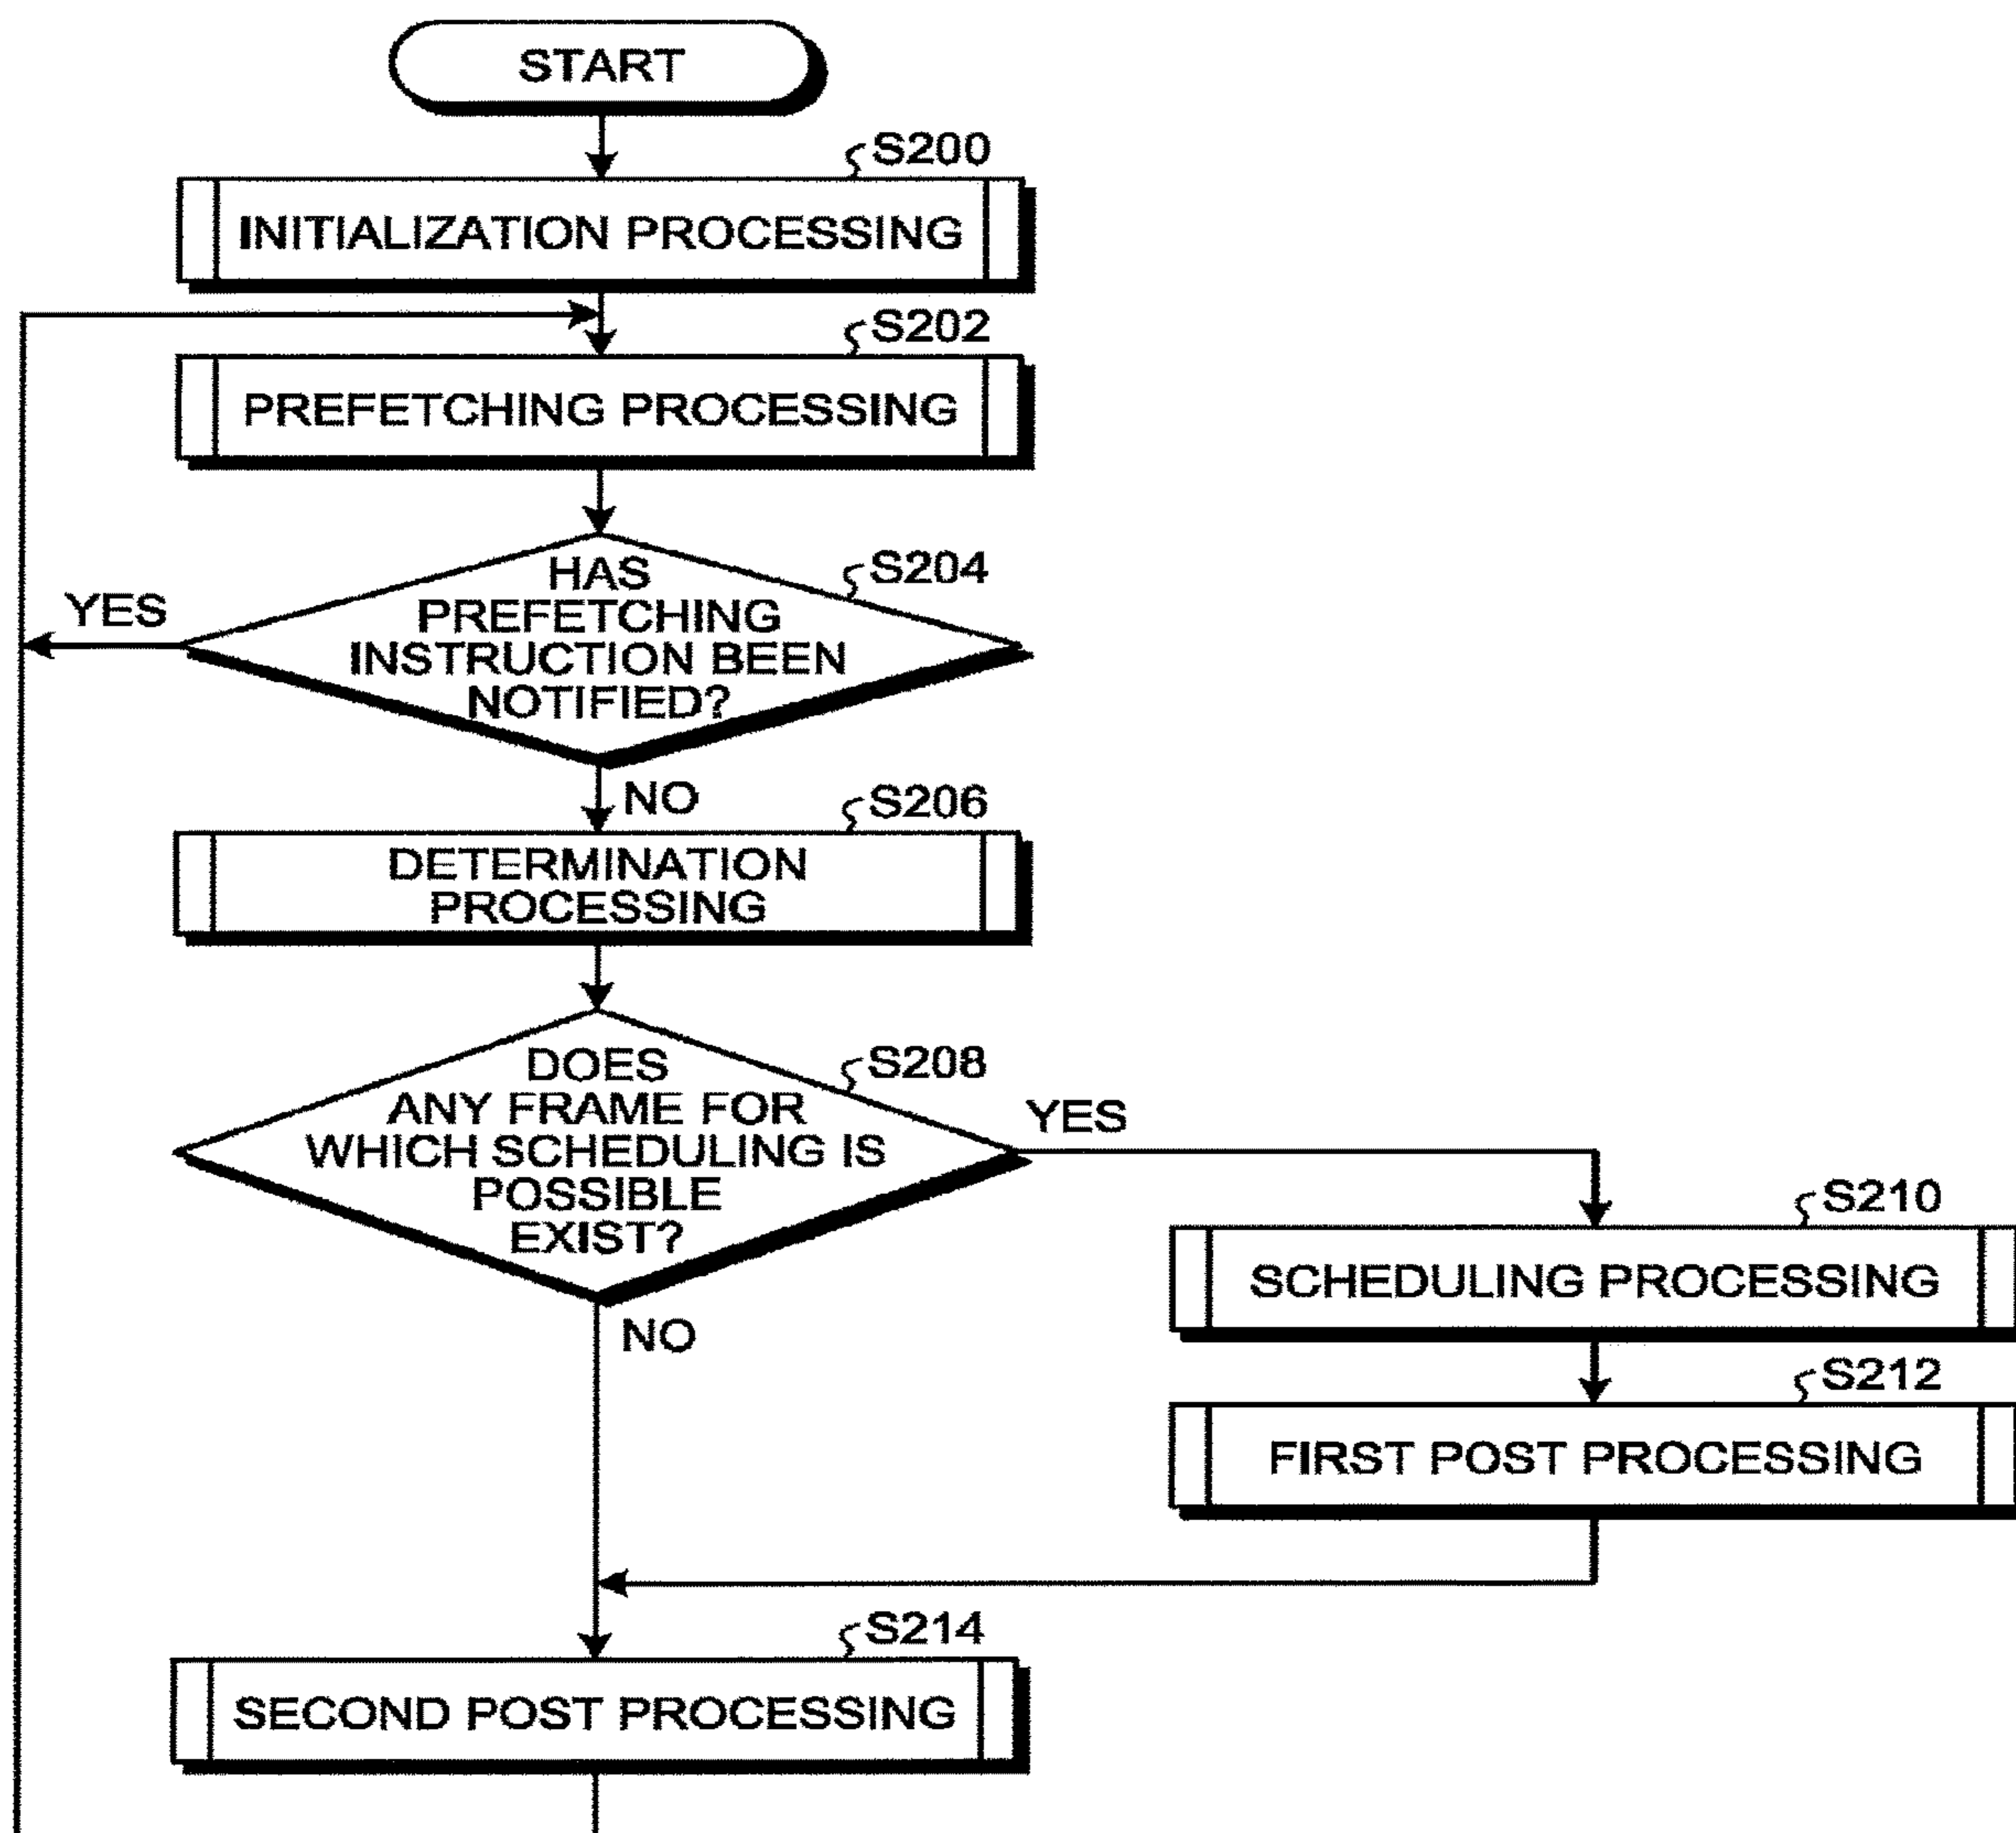 START
S200
INITIALIZATION PROCESSING
S202
PREFETCHING PROCESSING
S204
HAS
PREFETCHING
INSTRUCTION BEEN
NOTIFIED?
YES
NO
S206
DETERMINATION
PROCESSING
S208
DOES
ANY FRAME FOR
WHICH SCHEDULING IS
POSSIBLE
EXIST?
YES
NO
S210
SCHEDULING PROCESSING
S212
FIRST POST PROCESSING
S214
SECOND POST PROCESSING